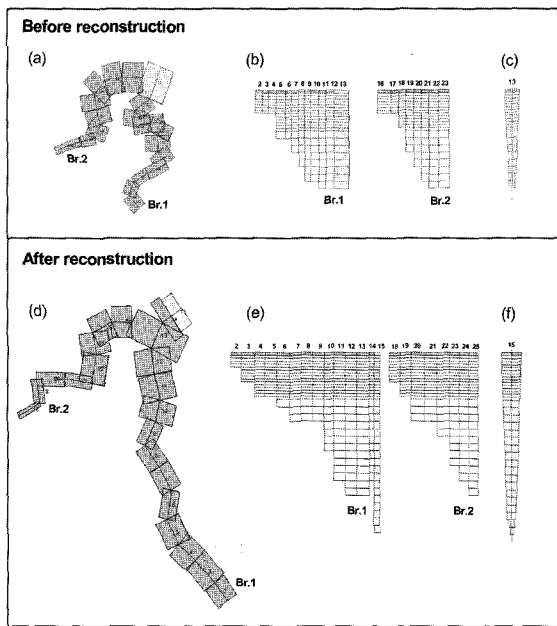 Before reconstruction
(a) (b) (c)
2 3 4 5 6 7 8 9 10 11 12 13 16 17 18 19 20 21 22 23 13
Br.2
Br.1 Br.1 Br.2
After reconstruction
(d) (e) (f)
2 3 4 5 6 7 8 9 10 11 12 13 14 15 18 19 20 21 22 23 24 25 15
Br.2
Br.1 Br.2
Br.1